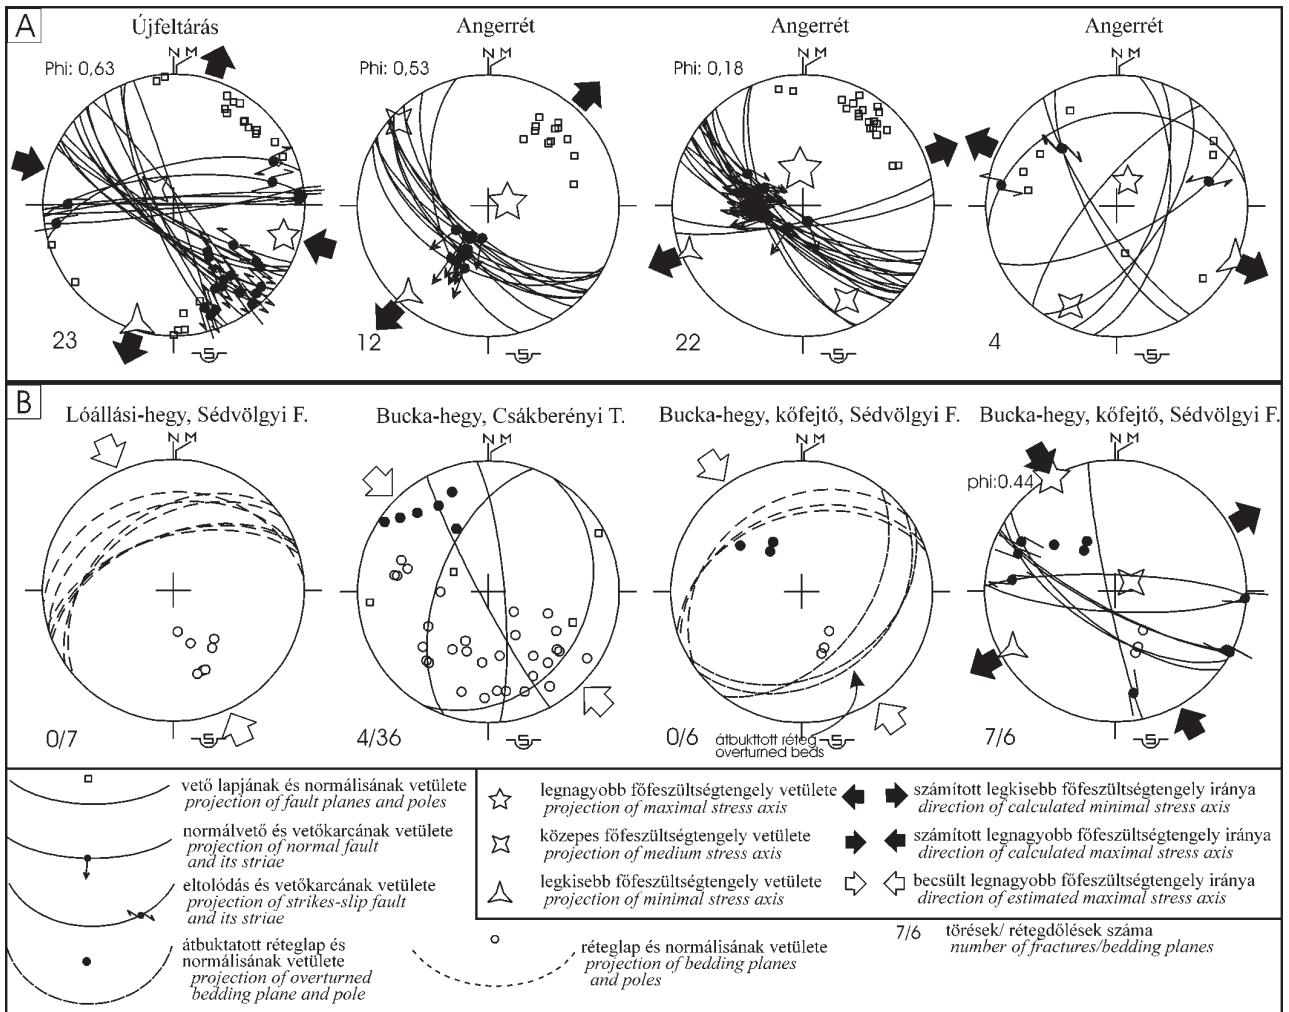 A
Újfeltárás
Angerrét
Angerrét
Angerrét
N M
N M
N M
N M
Phi: 0,63
Phi: 0,53
Phi: 0,18
23
12
22
4
S
S
S
S
B
Lóállási-hegy, Sédvölgyi F.
Bucka-hegy, Csákberényi T.
Bucka-hegy, kőfejtő, Sédvölgyi F.
Bucka-hegy, kőfejtő, Sédvölgyi F.
N M
N M
N M
N M
phi:0.44
0/7
4/36
0/6
7/6
átbukttott réteg
overturned beds
S
S
S
S
vető lapjának és normálisának vetülete
projection of fault planes and poles
normálvető és vetőkarcának vetülete
projection of normal fault
and its striae
eltolódás és vetőkarcának vetülete
projection of strikes-slip fault
and its striae
átbuktatott réteglap és
normálisának vetülete
projection of overturned
bedding plane and pole
legnagyobb főfeszültségtengely vetülete
projection of maximal stress axis
közepes főfeszültségtengely vetülete
projection of medium stress axis
legkisebb főfeszültségtengely vetülete
projection of minimal stress axis
számított legkisebb főfeszültségtengely iránya
direction of calculated minimal stress axis
számított legnagyobb főfeszültségtengely iránya
direction of calculated maximal stress axis
becsült legnagyobb főfeszültségtengely iránya
direction of estimated maximal stress axis
réteglap és normálisának vetülete
projection of bedding planes
and poles
7/6 törések/ rétegdőlések száma
number of fractures/bedding planes